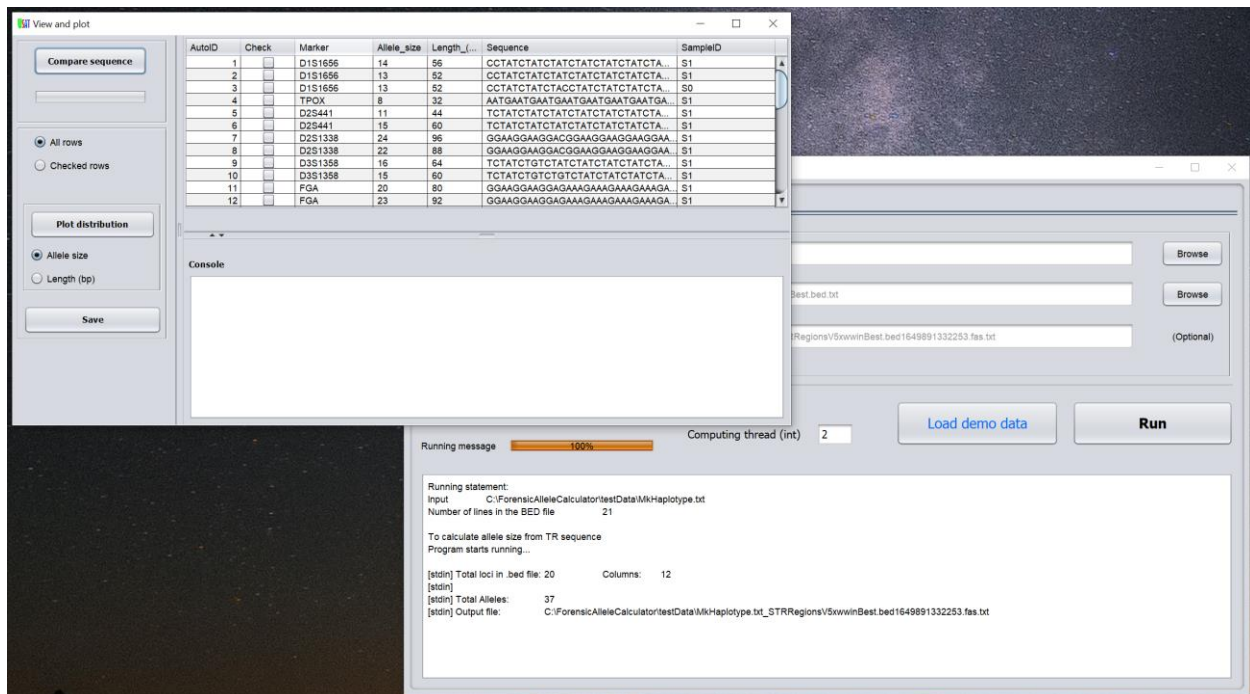 View and plot
Compare sequence
All rows
Checked rows
Plot distribution
Allele size
Length (bp)
Save
AutoID Check Marker Allele_size Length_(... Sequence SampleID
1 D1S1656 14 56 CCTATCTATCTATCTATCTATCTATCTA... S1
2 D1S1656 13 52 CCTATCTATCTATCTATCTATCTATCTA... S1
3 D1S1656 13 52 CCTATCTATCTACCTATCTATCTATCTA... S0
4 TPOX 8 32 AATGAATGAATGAATGAATGAATGAATGA... S1
5 D2S441 11 44 TCTATCTATCTATCTATCTATCTATCTA... S1
6 D2S441 15 60 TCTATCTATCTATCTATCTATCTATCTA... S1
7 D2S1338 24 96 GGAAGGAAGGACGGAAGGAAGGAAGGAA... S1
8 D2S1338 22 88 GGAAGGAAGGACGGAAGGAAGGAAGGAA... S1
9 D3S1358 16 64 TCTATCTGTCTATCTATCTATCTATCTA... S1
10 D3S1358 15 60 TCTATCTGTCTGTCTATCTATCTATCTA... S1
11 FGA 20 80 GGAAGGAAGGAGAAAGAAAGAAAGAAAGA... S1
12 FGA 23 92 GGAAGGAAGGAGAAAGAAAGAAAGAAAGA... S1
Console
Browse
Best.bed.txt Browse
RegionsV5xwwinBest.bed1649891332253.fas.txt (Optional)
Load demo data Run
Computing thread (int) 2
Running message 100%
Running statement:
Input C:\ForensicAlleleCalculator\testData\MkHaplotype.txt
Number of lines in the BED file 21
To calculate allele size from TR sequence
Program starts running...
[stdin] Total loci in .bed file: 20 Columns: 12
[stdin]
[stdin] Total Alleles: 37
[stdin] Output file: C:\ForensicAlleleCalculator\testData\MkHaplotype.txt_STRRegionsV5xwwinBest.bed1649891332253.fas.txt